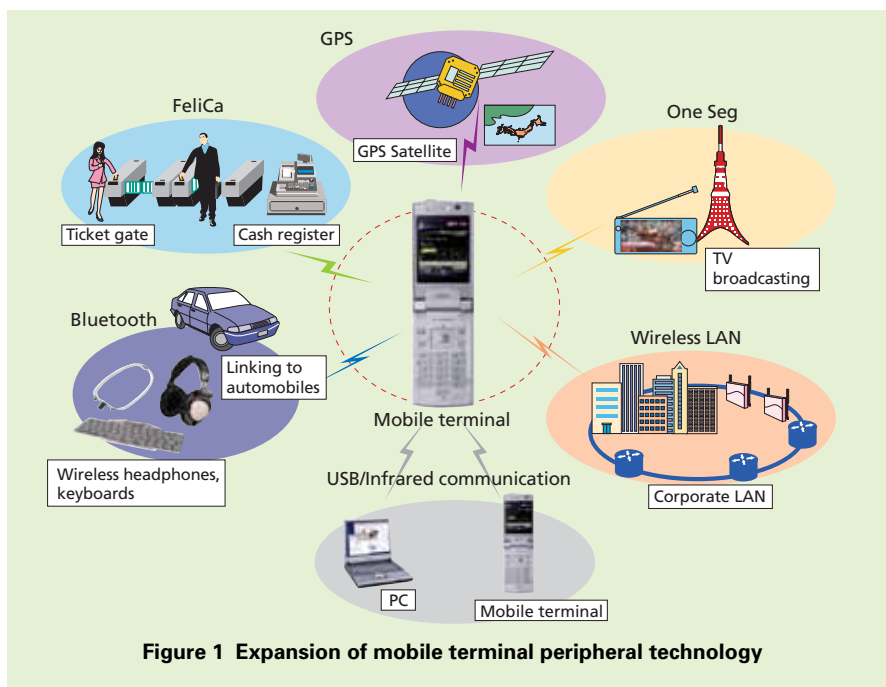 GPS
GPS Satellite
FeliCa
Ticket gate
Cash register
One Seg
TV
broadcasting
Bluetooth
Linking to
automobiles
Wireless headphones,
keyboards
Mobile terminal
Wireless LAN
Corporate LAN
USB/Infrared communication
PC
Mobile terminal
Figure 1 Expansion of mobile terminal peripheral technology